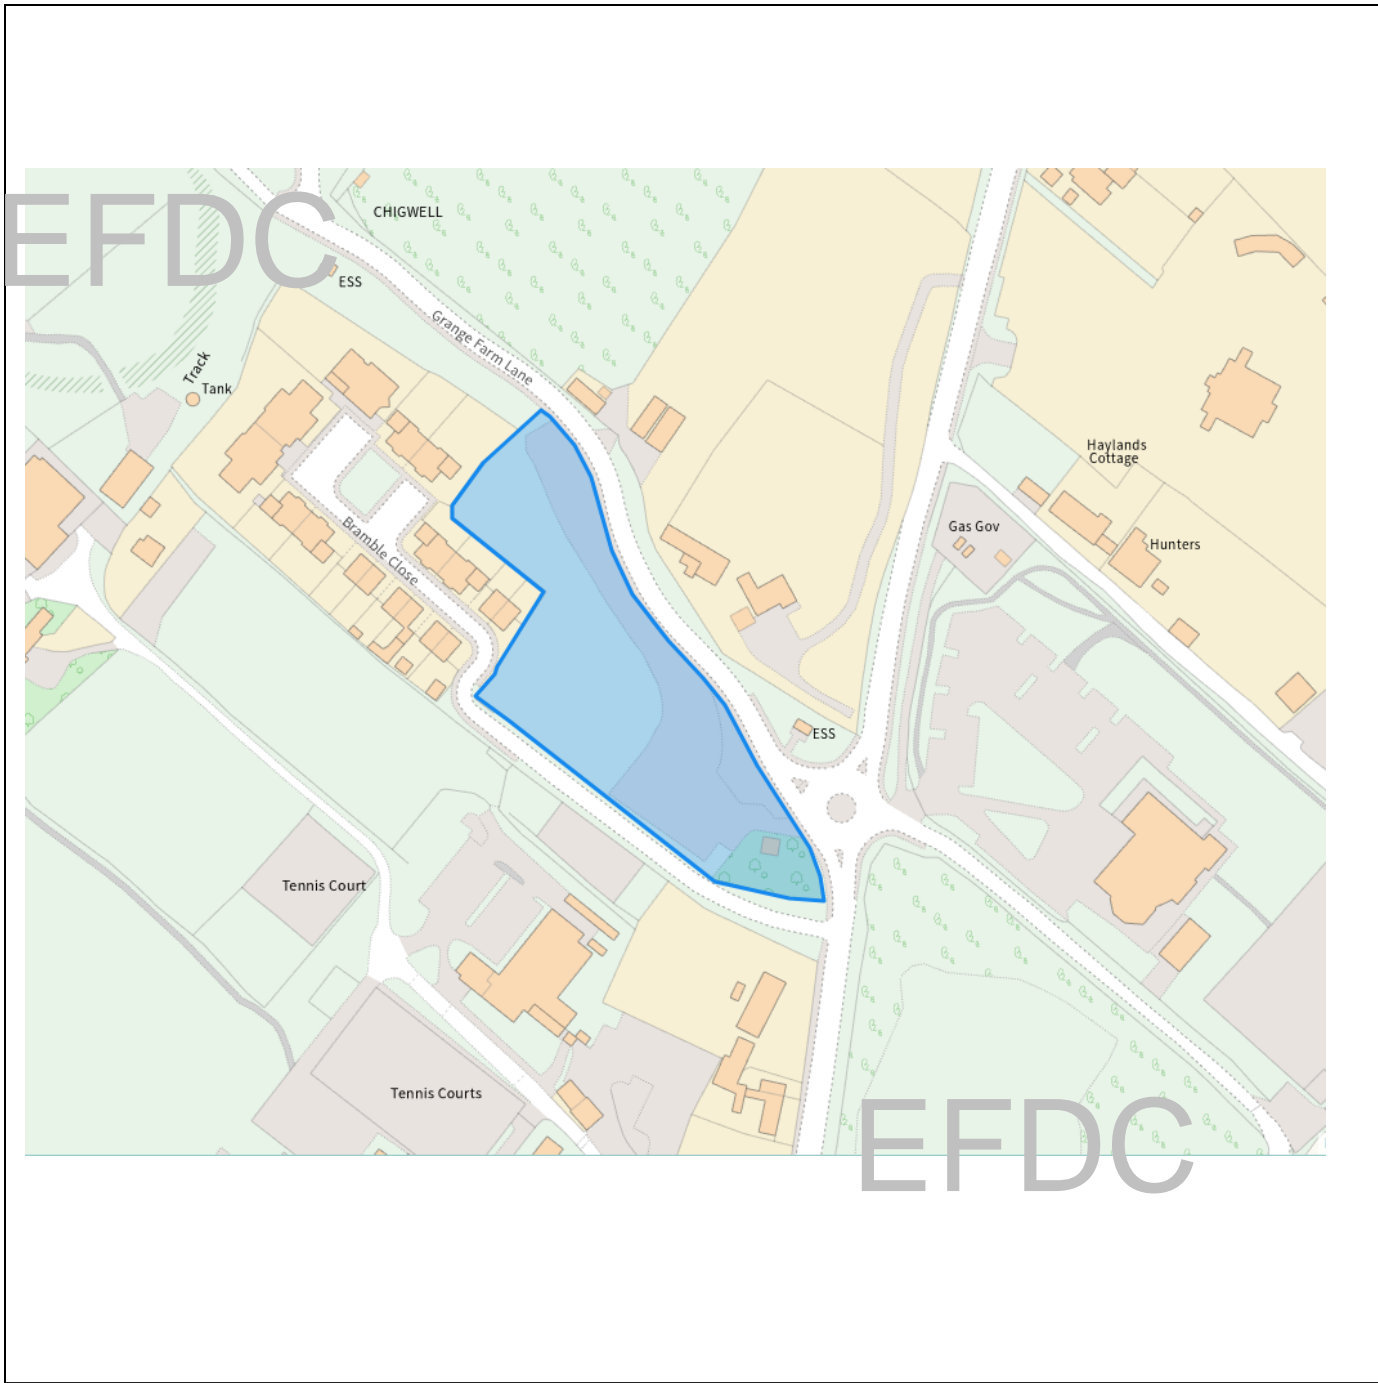 EFDC
CHIGWELL
ESS
Grange Farm Lane
Track
Tank
Haylands
Cottage
Gas Gov
Hunters
Bramble Close
ESS
Tennis Court
Tennis Courts
EFDC